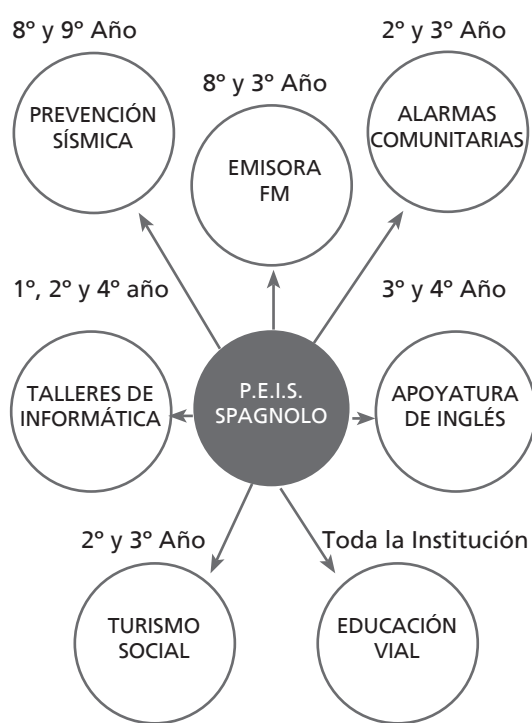 8º y 9º Año
PREVENCIÓN
SÍSMICA
8º y 3º Año
EMISORA
FM
2º y 3º Año
ALARMAS
COMUNITARIAS
1º, 2º y 4º año
TALLERES DE
INFORMÁTICA
P.E.I.S.
SPAGNOLO
3º y 4º Año
APOYATURA
DE INGLÉS
2º y 3º Año
TURISMO
SOCIAL
Toda la Institución
EDUCACIÓN
VIAL